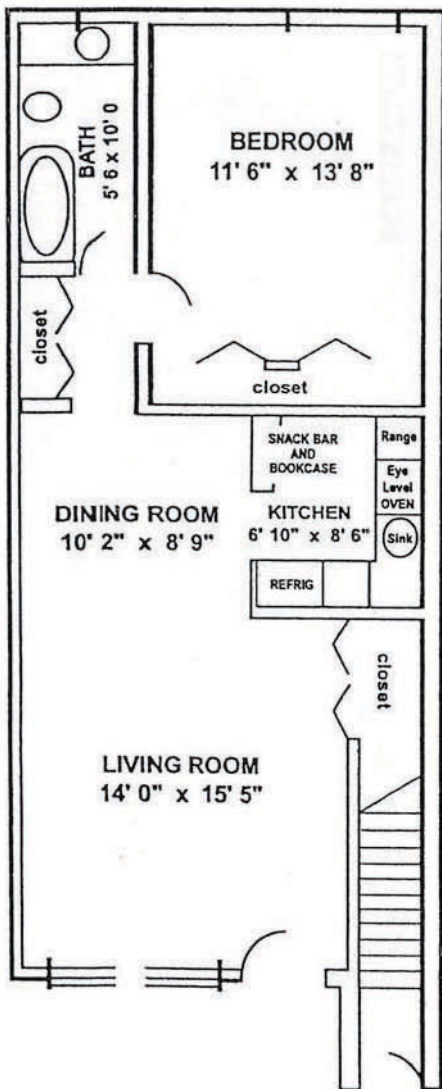 BATH
5' 6 x 10' 0
BEDROOM
11' 6" x 13' 8"
closet
closet
SNACK BAR
AND
BOOKCASE
Range
Eye
Level
OVEN
DINING ROOM
10' 2" x 8' 9"
KITCHEN
6' 10" x 8' 6"
Sink
REFRIG
closet
LIVING ROOM
14' 0" x 15' 5"